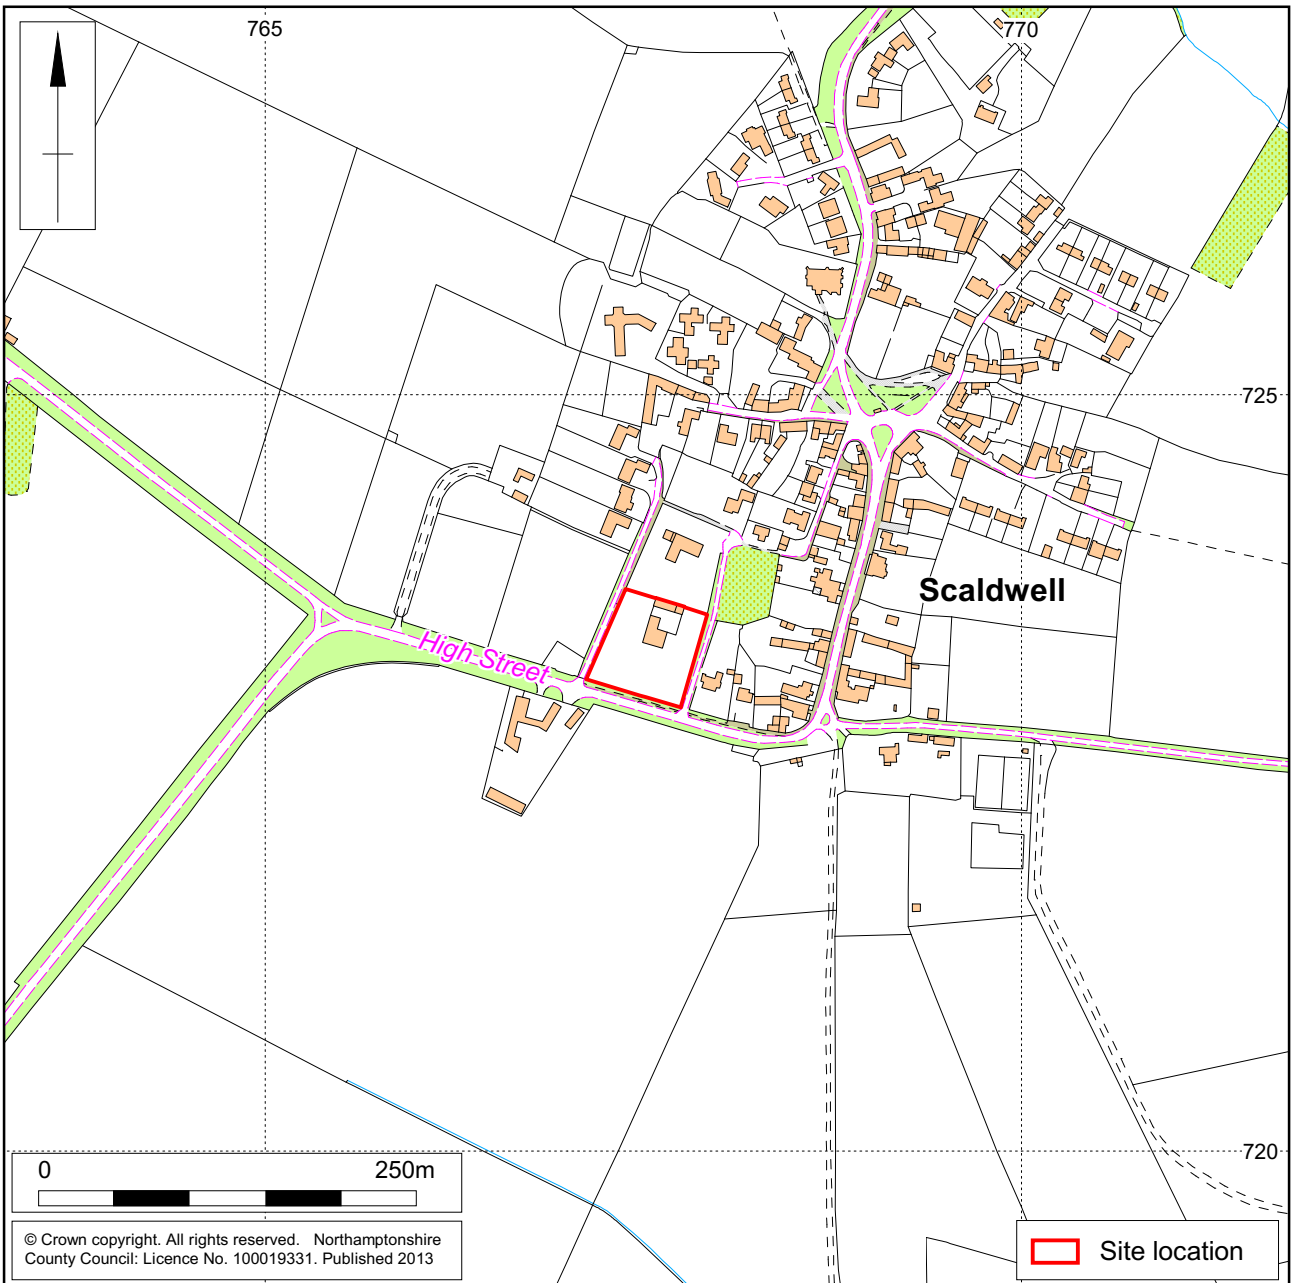 765
770
725
Scaldwell
High Street
720
0 250m
© Crown copyright. All rights reserved. Northamptonshire
County Council: Licence No. 100019331. Published 2013
Site location